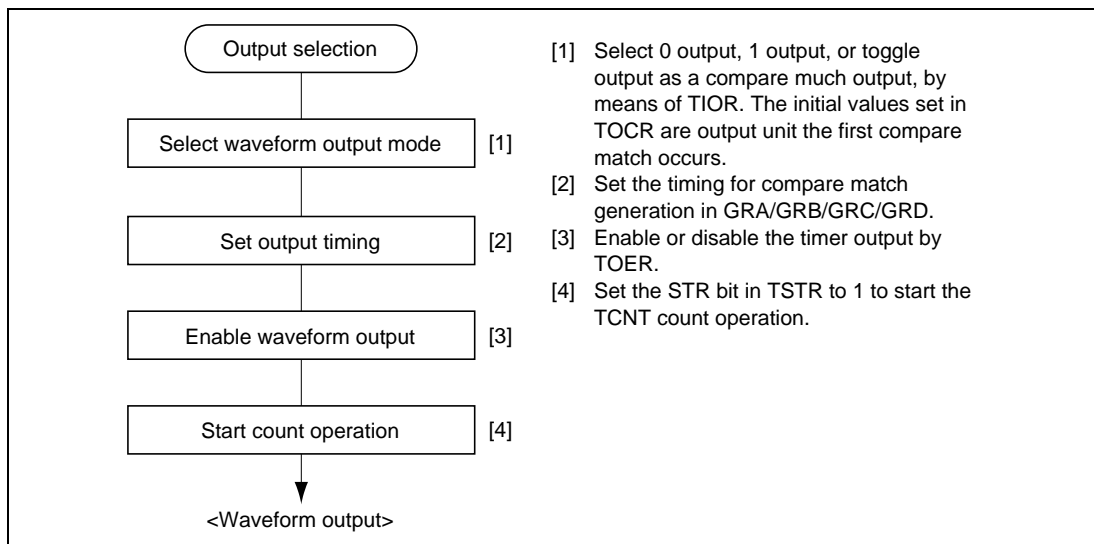 Output selection
Select waveform output mode [1]
Set output timing [2]
Enable waveform output [3]
Start count operation [4]
<Waveform output>
[1] Select 0 output, 1 output, or toggle
output as a compare much output, by
means of TIOR. The initial values set in
TOCR are output unit the first compare
match occurs.
[2] Set the timing for compare match
generation in GRA/GRB/GRC/GRD.
[3] Enable or disable the timer output by
TOER.
[4] Set the STR bit in TSTR to 1 to start the
TCNT count operation.